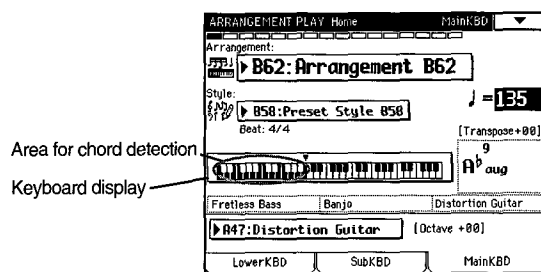 ARRANGEMENT PLAY Home MainKBD
Arrangement:
B62:Arrangement B62
Style:
B58:Preset Style B58
♩=135
Beat: 4/4
[Transpose+00]
Area for chord detection
Keyboard display
A♭ 9 aug
Fretless Bass Banjo Distortion Guitar
A47:Distortion Guitar [Octave +00]
LowerKBD SubKBD MainKBD